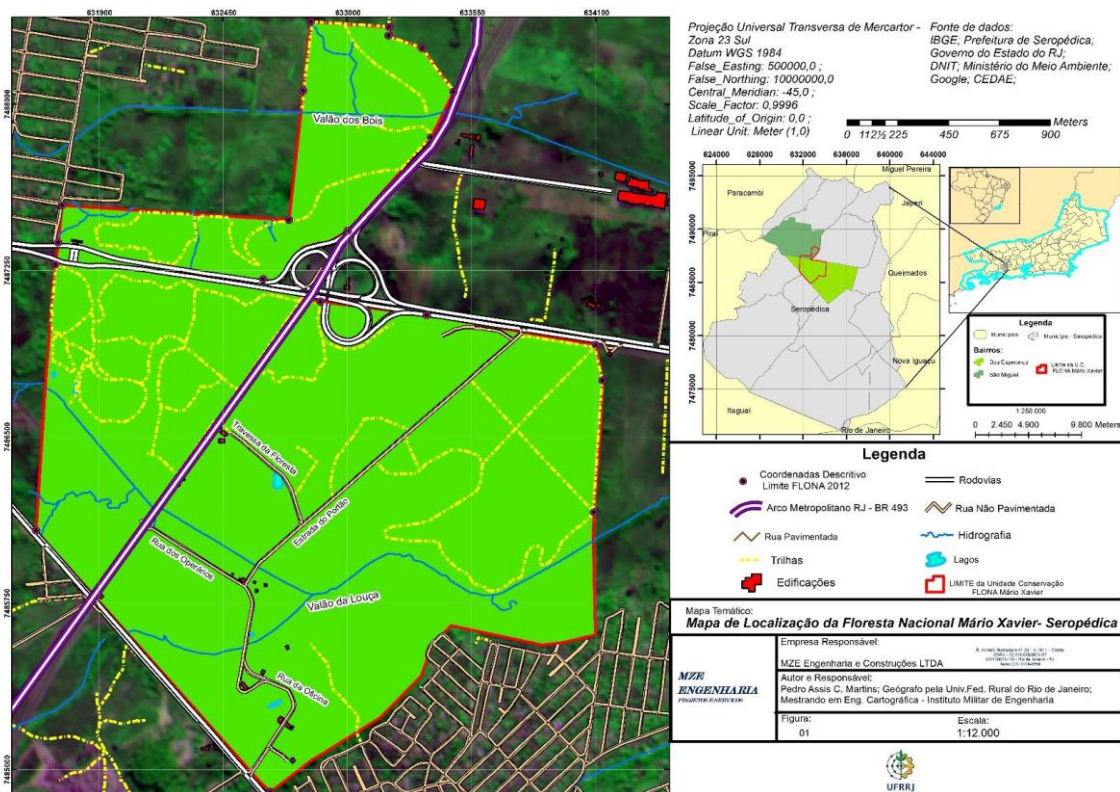 631900 632450 633000 633550 634100
7488000
7487250
7486500
7485750
7485000
Valão dos Bois
Travessa da Floresta
Estrada do Portão
Rua dos Operários
Valão da Louça
Rua da Oficina
Projeção Universal Transversa de Mercartor -
Zona 23 Sul
Datum WGS 1984
False_Easting: 500000,0 ;
False_Northing: 10000000,0
Central_Meridian: -45,0 ;
Scale_Factor: 0,9996
Latitude_of_Origin: 0,0 ;
Linear Unit: Meter (1,0)
Fonte de dados:
IBGE; Prefeitura de Seropédica;
Governo do Estado do RJ;
DNIT; Ministério do Meio Ambiente;
Google; CEDAE;
Meters
0 112½ 225 450 675 900
624000 628000 632000 636000 640000 644000
7495000
7490000
7485000
7480000
7475000
Miguel Pereira
Paracambi
Japeri
Piraí
Queimados
Seropédica
Nova Iguaçu
Itaguaí
Rio de Janeiro
Legenda
Municípios
Município - Seropédica
Bairros:
Boa Esperança
São Miguel
Limite da U.C.
FLONA Mário Xavier
1:250.000
0 2.450 4.900 9.800 Meters
Legenda
Coordenadas Descritivo
Limite FLONA 2012
Rodovias
Arco Metropolitano RJ - BR 493
Rua Não Pavimentada
Rua Pavimentada
Hidrografia
Trilhas
Lagos
Edificações
LIMITE da Unidade Conservação
FLONA Mário Xavier
Mapa Temático:
Mapa de Localização da Floresta Nacional Mário Xavier- Seropédica
MZE
ENGENHARIA
PROJETOS E SERVICOS
Empresa Responsável:
MZE Engenharia e Construções LTDA
Autor e Responsável:
Pedro Assis C. Martins; Geógrafo pela Univ.Fed. Rural do Rio de Janeiro;
Mestrando em Eng. Cartográfica - Instituto Militar de Engenharia
Figura:
01
Escala:
1:12.000
UFRRJ